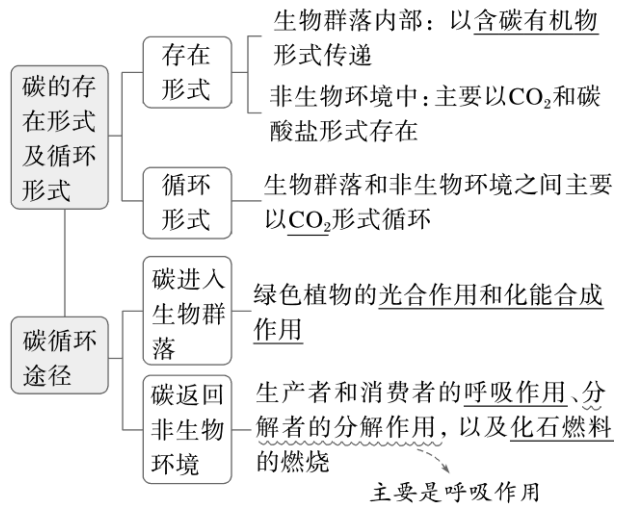 碳的存
在形式
及循环
形式
存在
形式
生物群落内部：以含碳有机物
形式传递
非生物环境中：主要以CO₂和碳
酸盐形式存在
循环
形式
生物群落和非生物环境之间主要
以CO₂形式循环
碳循环
途径
碳进入
生物群
落
绿色植物的光合作用和化能合成
作用
碳返回
非生物
环境
生产者和消费者的呼吸作用、分
解者的分解作用，以及化石燃料
的燃烧
主要是呼吸作用